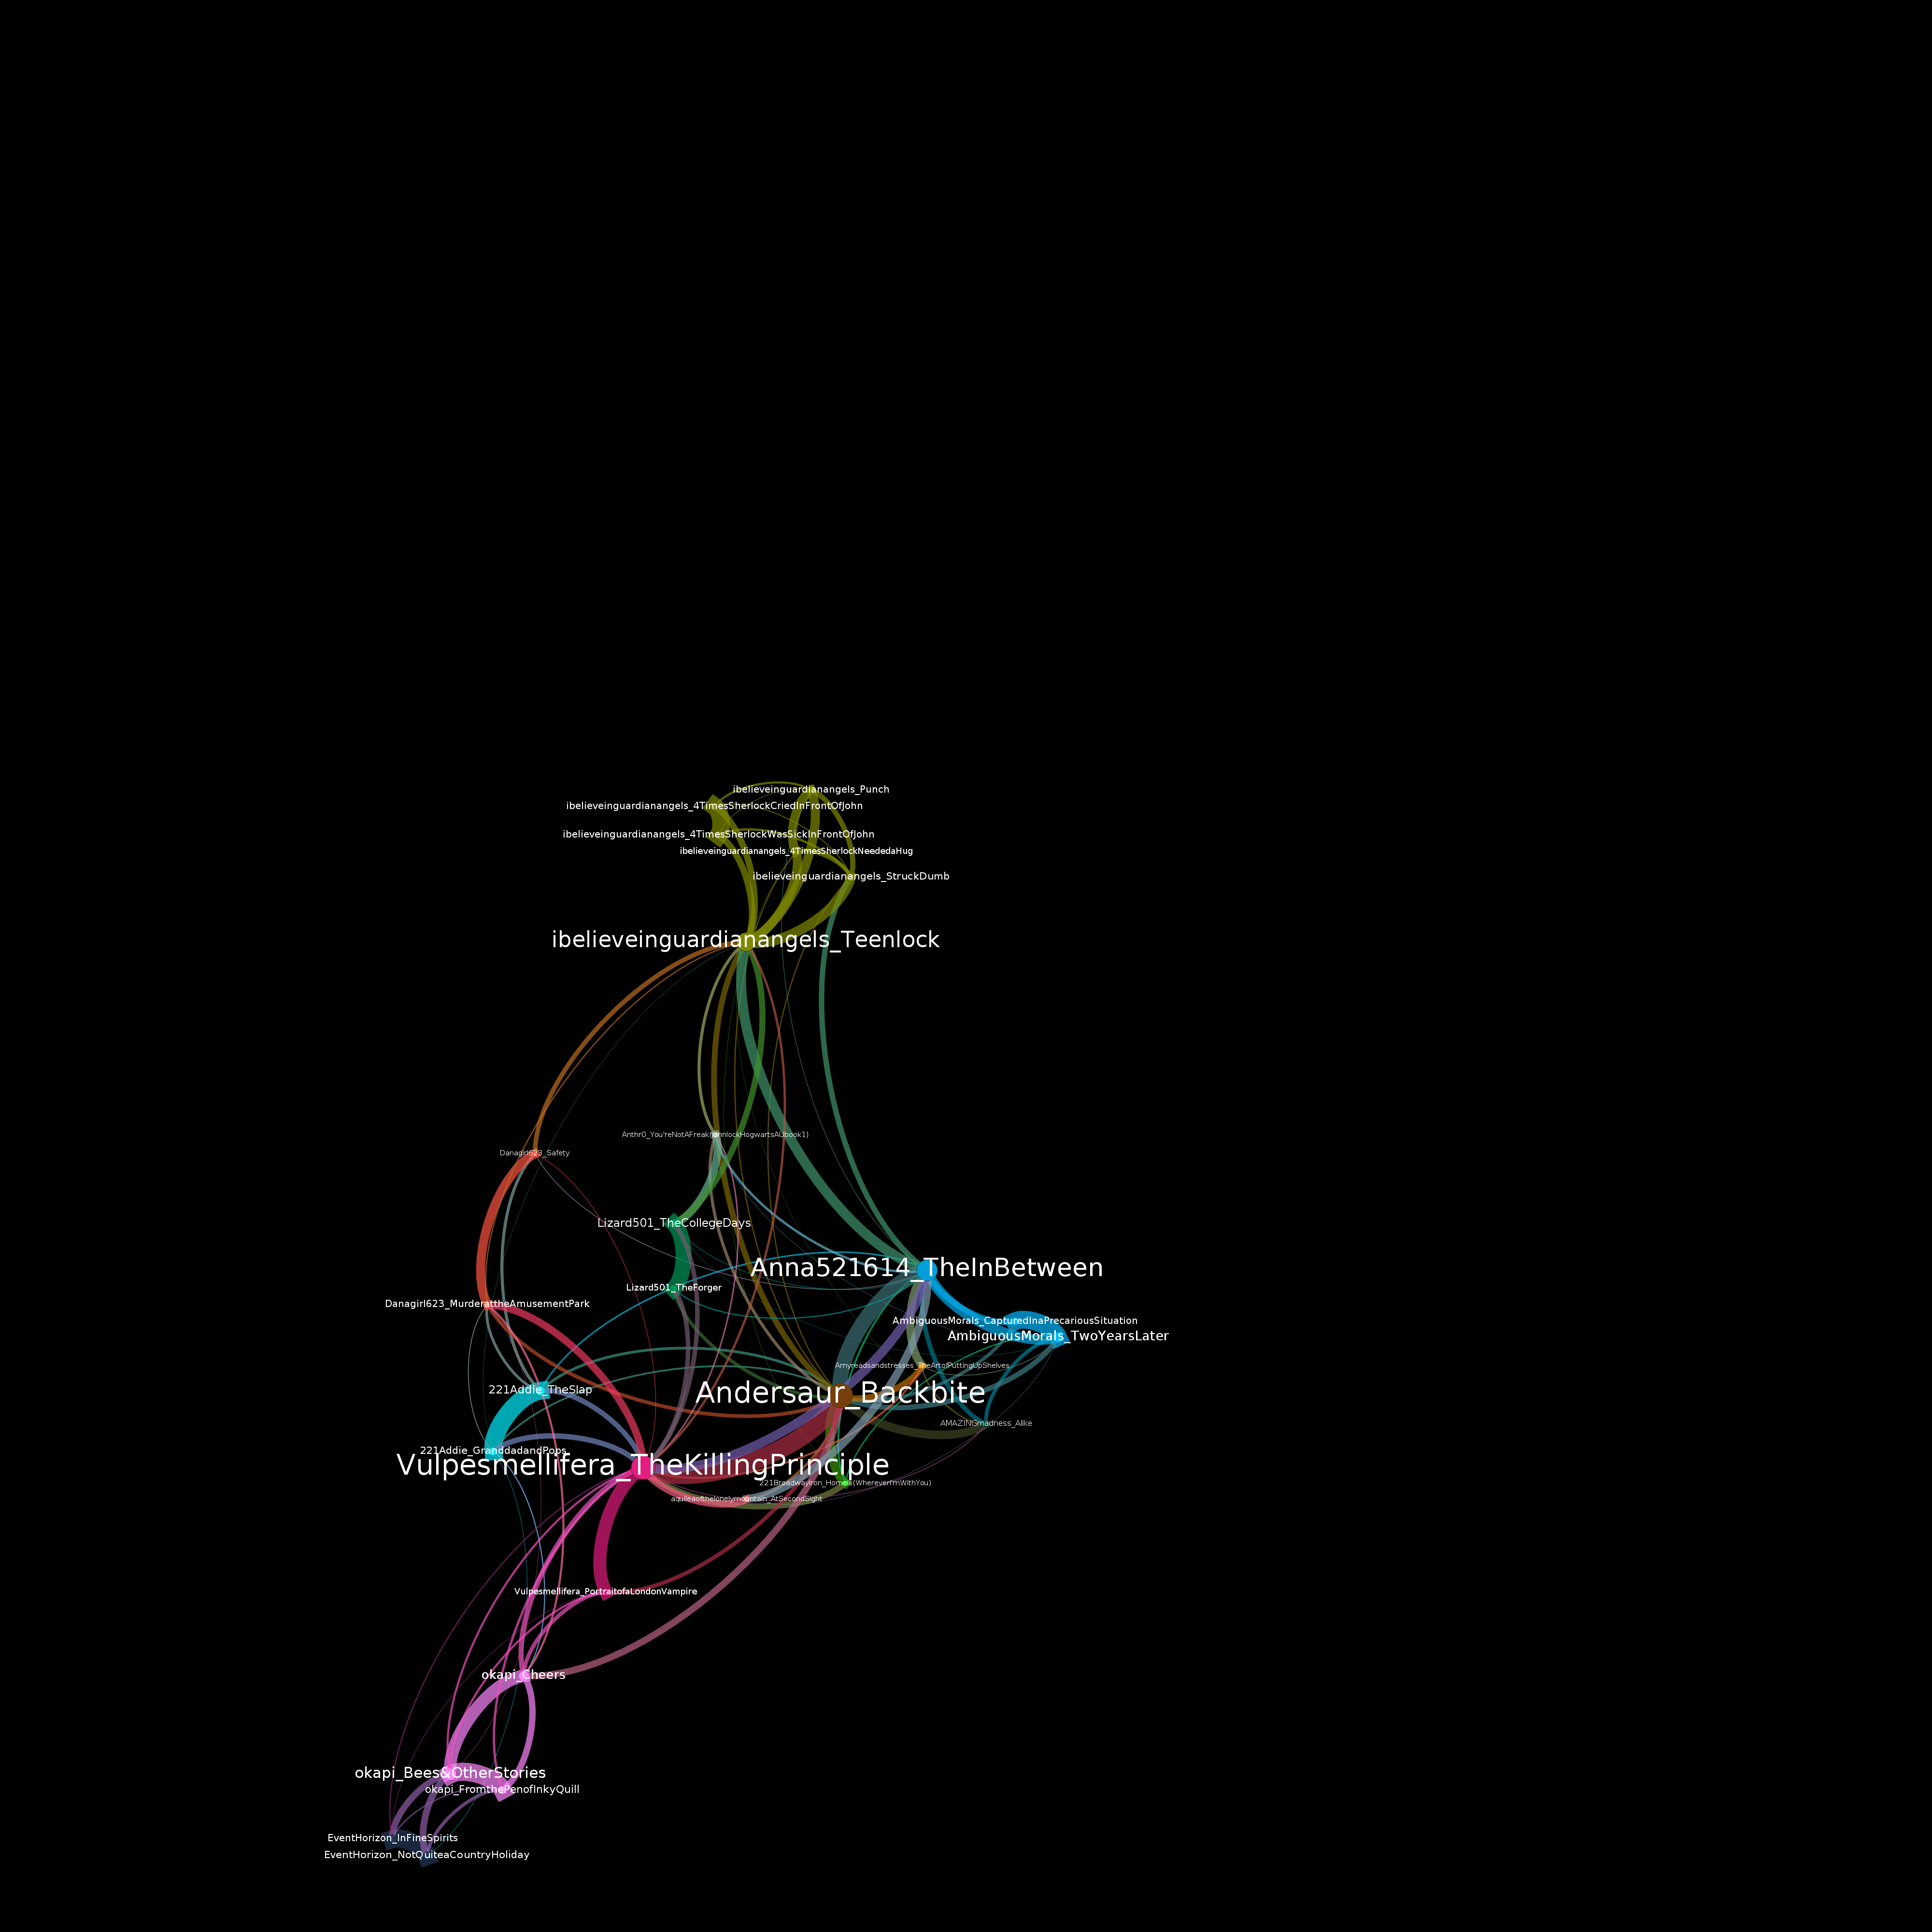 ibelieveinguardianangels_Punch
ibelieveinguardianangels_4TimesSherlockCriedInFrontOfJohn
ibelieveinguardianangels_4TimesSherlockWasSickInFrontOfJohn
ibelieveinguardianangels_4TimesSherlockNeededaHug
ibelieveinguardianangels_StruckDumb
ibelieveinguardianangels_Teenlock
Anthr0_You'reNotAFreak(JohnlockHogwartsAUbook1)
Danagirl623_Safety
Lizard501_TheCollegeDays
Anna521614_TheInBetween
Lizard501_TheForger
Danagirl623_MurderattheAmusementPark
AmbiguousMorals_CapturedInaPrecariousSituation
AmbiguousMorals_TwoYearsLater
Amyreadsandstresses_TheArtofPuttingUpShelves
221Addie_TheSlap
Andersaur_Backbite
AMAZINGmadness_Alike
221Addie_GranddadandPops
Vulpesmellifera_TheKillingPrinciple
221BroadwayIron_HomeIs(WhereverI'mWithYou)
aquileaofthelonelymountain_AtSecondSight
Vulpesmellifera_PortraitofaLondonVampire
okapi_Cheers
okapi_Bees&OtherStories
okapi_FromthePenofInkyQuill
EventHorizon_InFineSpirits
EventHorizon_NotQuiteaCountryHoliday